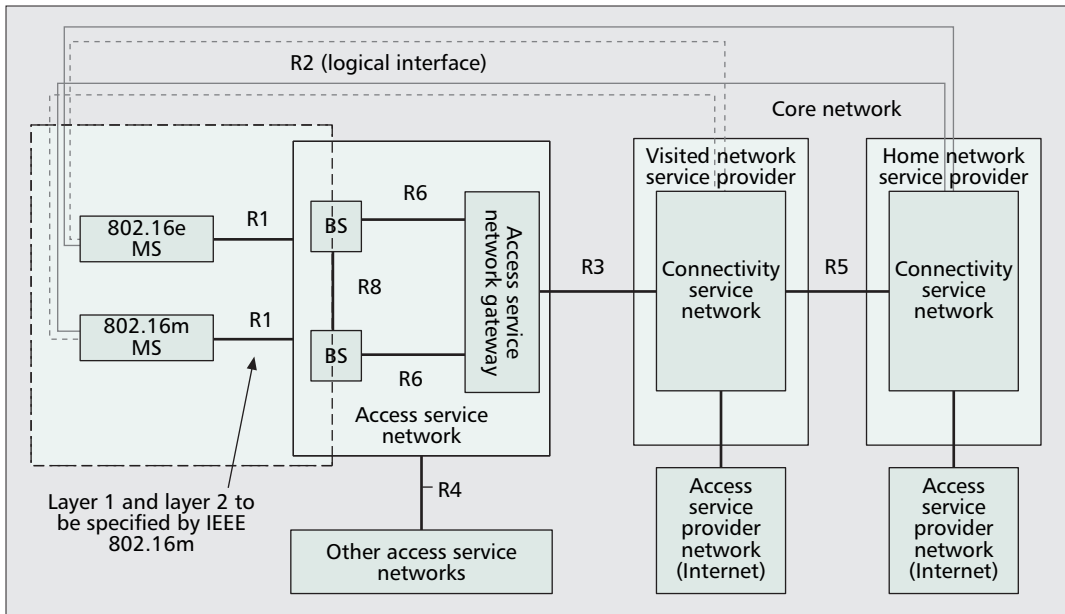 R2 (logical interface)
Core network
Visited network
service provider
Home network
service provider
802.16e
MS
R1
BS
R6
Access service
network gateway
R3
Connectivity
service
network
R5
Connectivity
service
network
R8
802.16m
MS
R1
BS
R6
Access service
network
Layer 1 and layer 2 to
be specified by IEEE
802.16m
R4
Other access service
networks
Access
service
provider
network
(Internet)
Access
service
provider
network
(Internet)